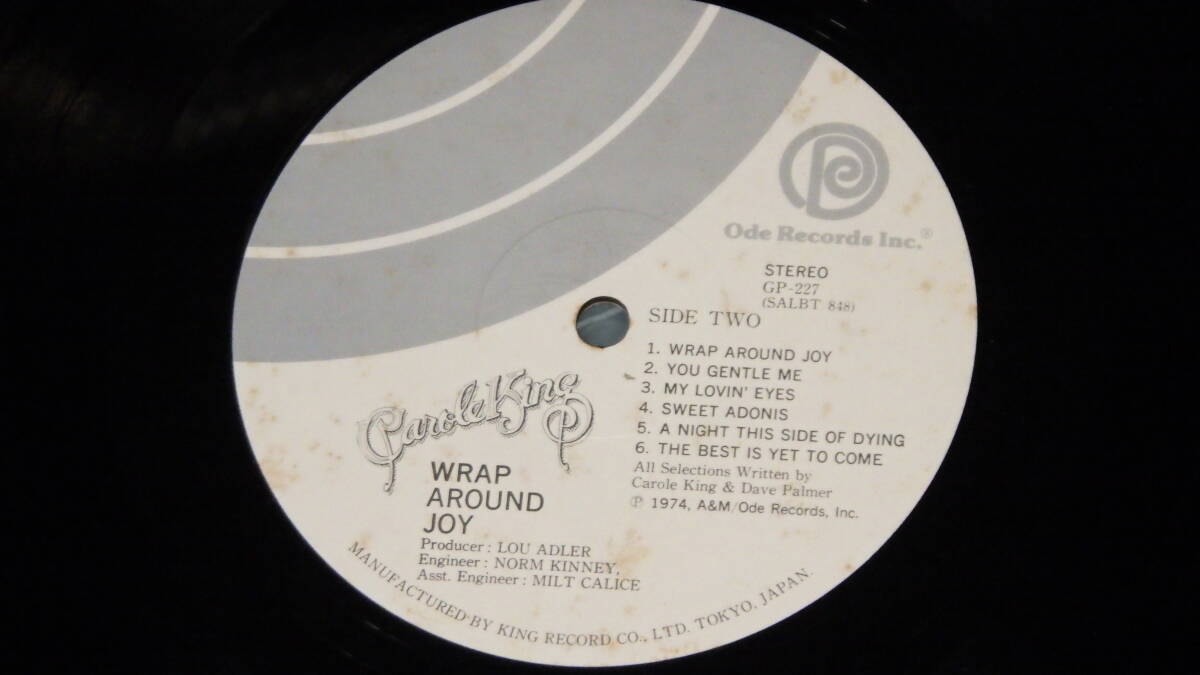 Ode Records Inc.®
STEREO
GP-227
(SALBT 848)
SIDE TWO
1. WRAP AROUND JOY
2. YOU GENTLE ME
3. MY LOVIN' EYES
4. SWEET ADONIS
5. A NIGHT THIS SIDE OF DYING
6. THE BEST IS YET TO COME
All Selections Written by
Carole King & Dave Palmer
℗ 1974, A&M/Ode Records, Inc.
Carole King
WRAP
AROUND
JOY
Producer : LOU ADLER
Engineer : NORM KINNEY,
Asst. Engineer : MILT CALICE
MANUFACTURED BY KING RECORD CO., LTD. TOKYO, JAPAN.